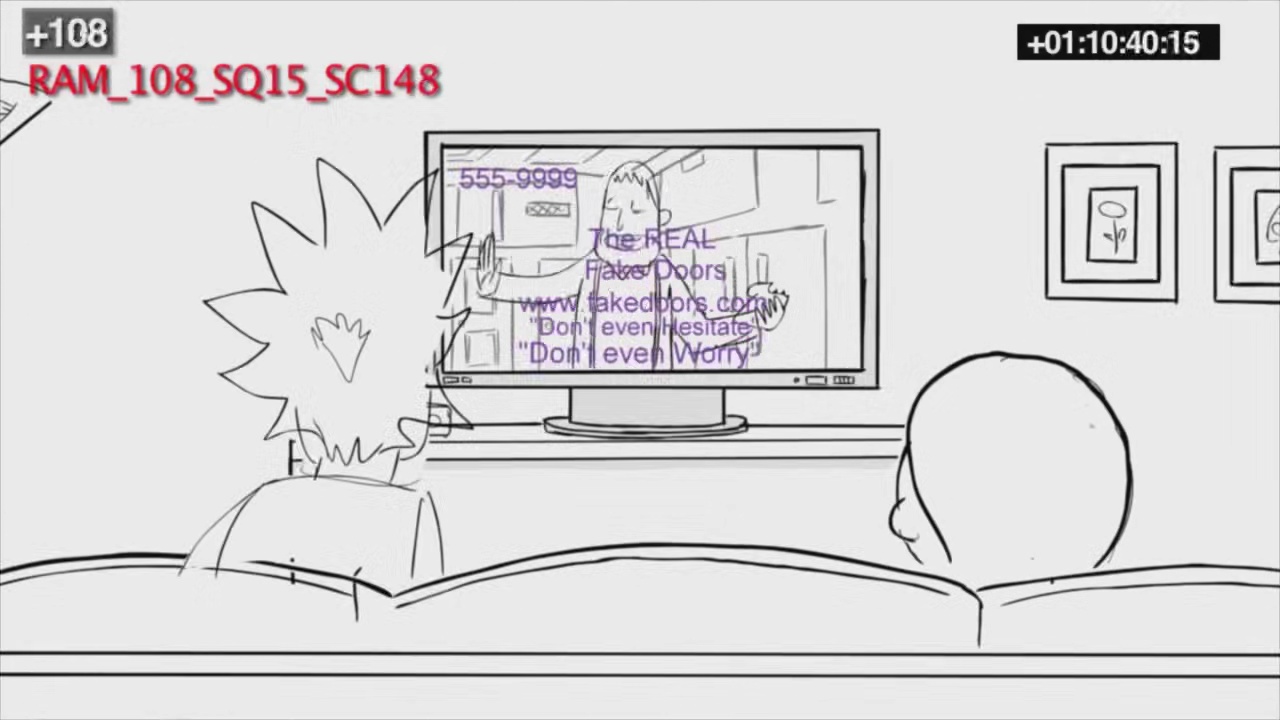 +108
+01:10:40:15
RAM_108_SQ15_SC148
555-9999
The REAL
Fake Doors
www.fakedoors.com
"Don't even Hesitate
"Don't even Worry"